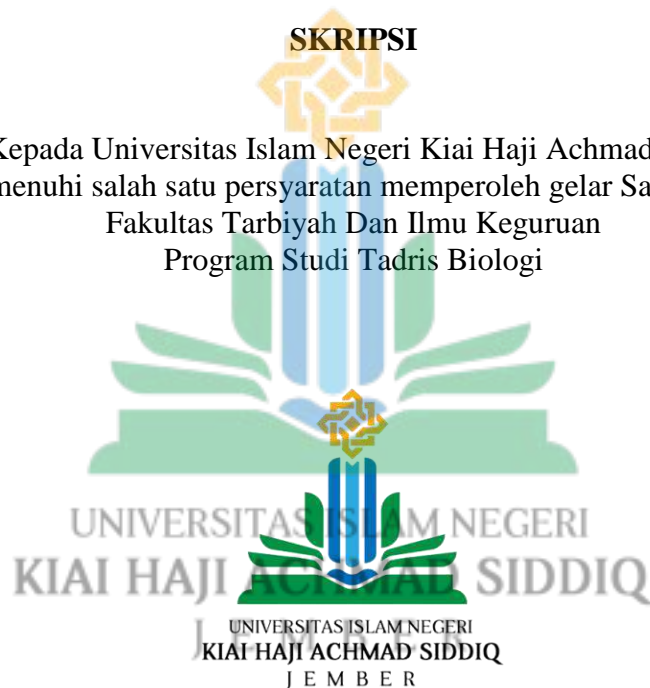 SKRIPSI
Kepada Universitas Islam Negeri Kiai Haji Achmad
menuhi salah satu persyaratan memperoleh gelar Sa
Fakultas Tarbiyah Dan Ilmu Keguruan
Program Studi Tadris Biologi
UNIVERSITAS ISLAM NEGERI
KIAI HAJI ACHMAD SIDDIQ
JEMBER
UNIVERSITAS ISLAM NEGERI
KIAI HAJI ACHMAD SIDDIQ
JEMBER